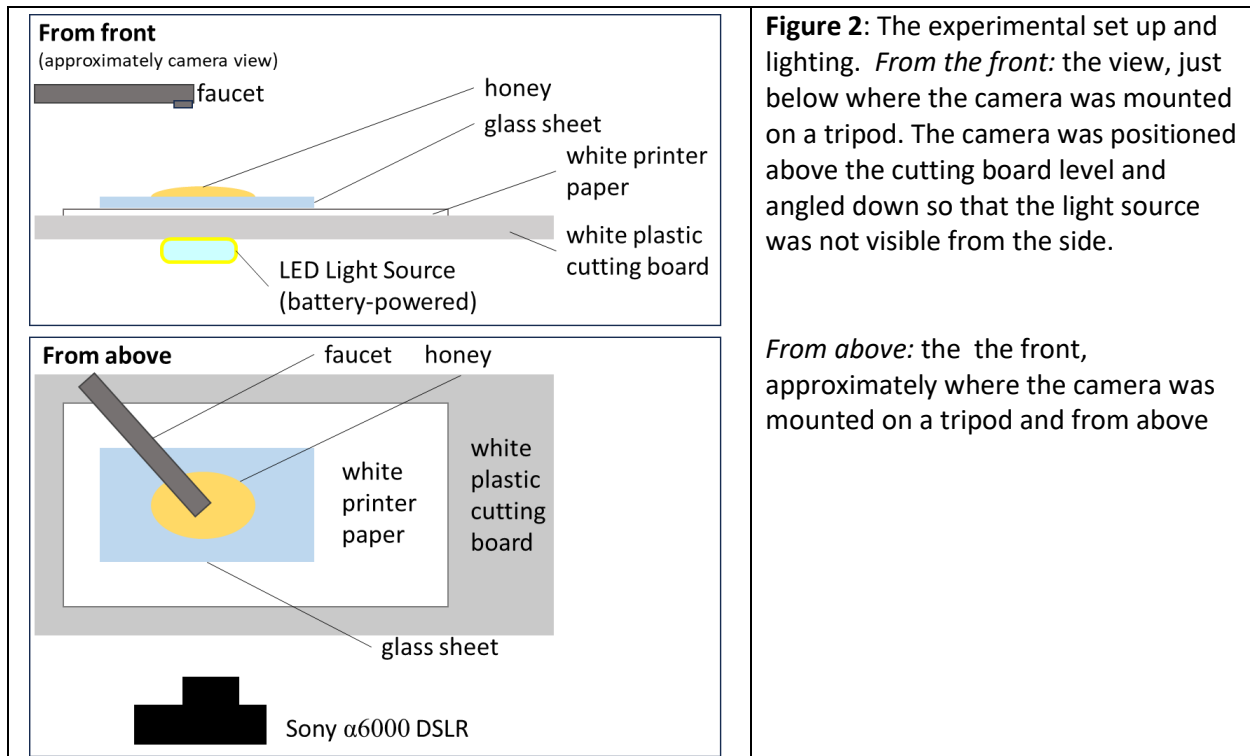 From front
(approximately camera view)
faucet
honey
glass sheet
white printer
paper
white plastic
cutting board
LED Light Source
(battery-powered)
From above
faucet
honey
white
printer
paper
white
plastic
cutting
board
glass sheet
Sony α6000 DSLR
Figure 2: The experimental set up and
lighting. From the front: the view, just
below where the camera was mounted
on a tripod. The camera was positioned
above the cutting board level and
angled down so that the light source
was not visible from the side.
From above: the the front,
approximately where the camera was
mounted on a tripod and from above